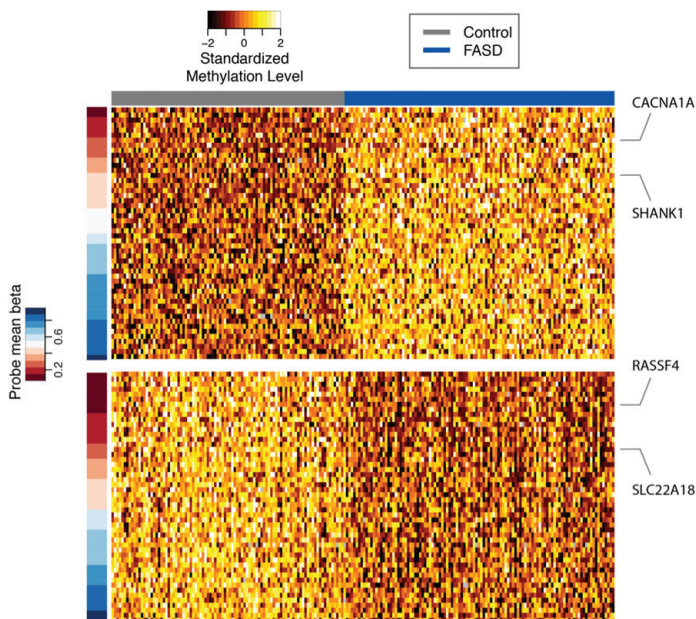 −2 0 2
Standardized
Methylation Level
Control
FASD
CACNA1A
SHANK1
Probe mean beta
0.6
0.2
RASSF4
SLC22A18